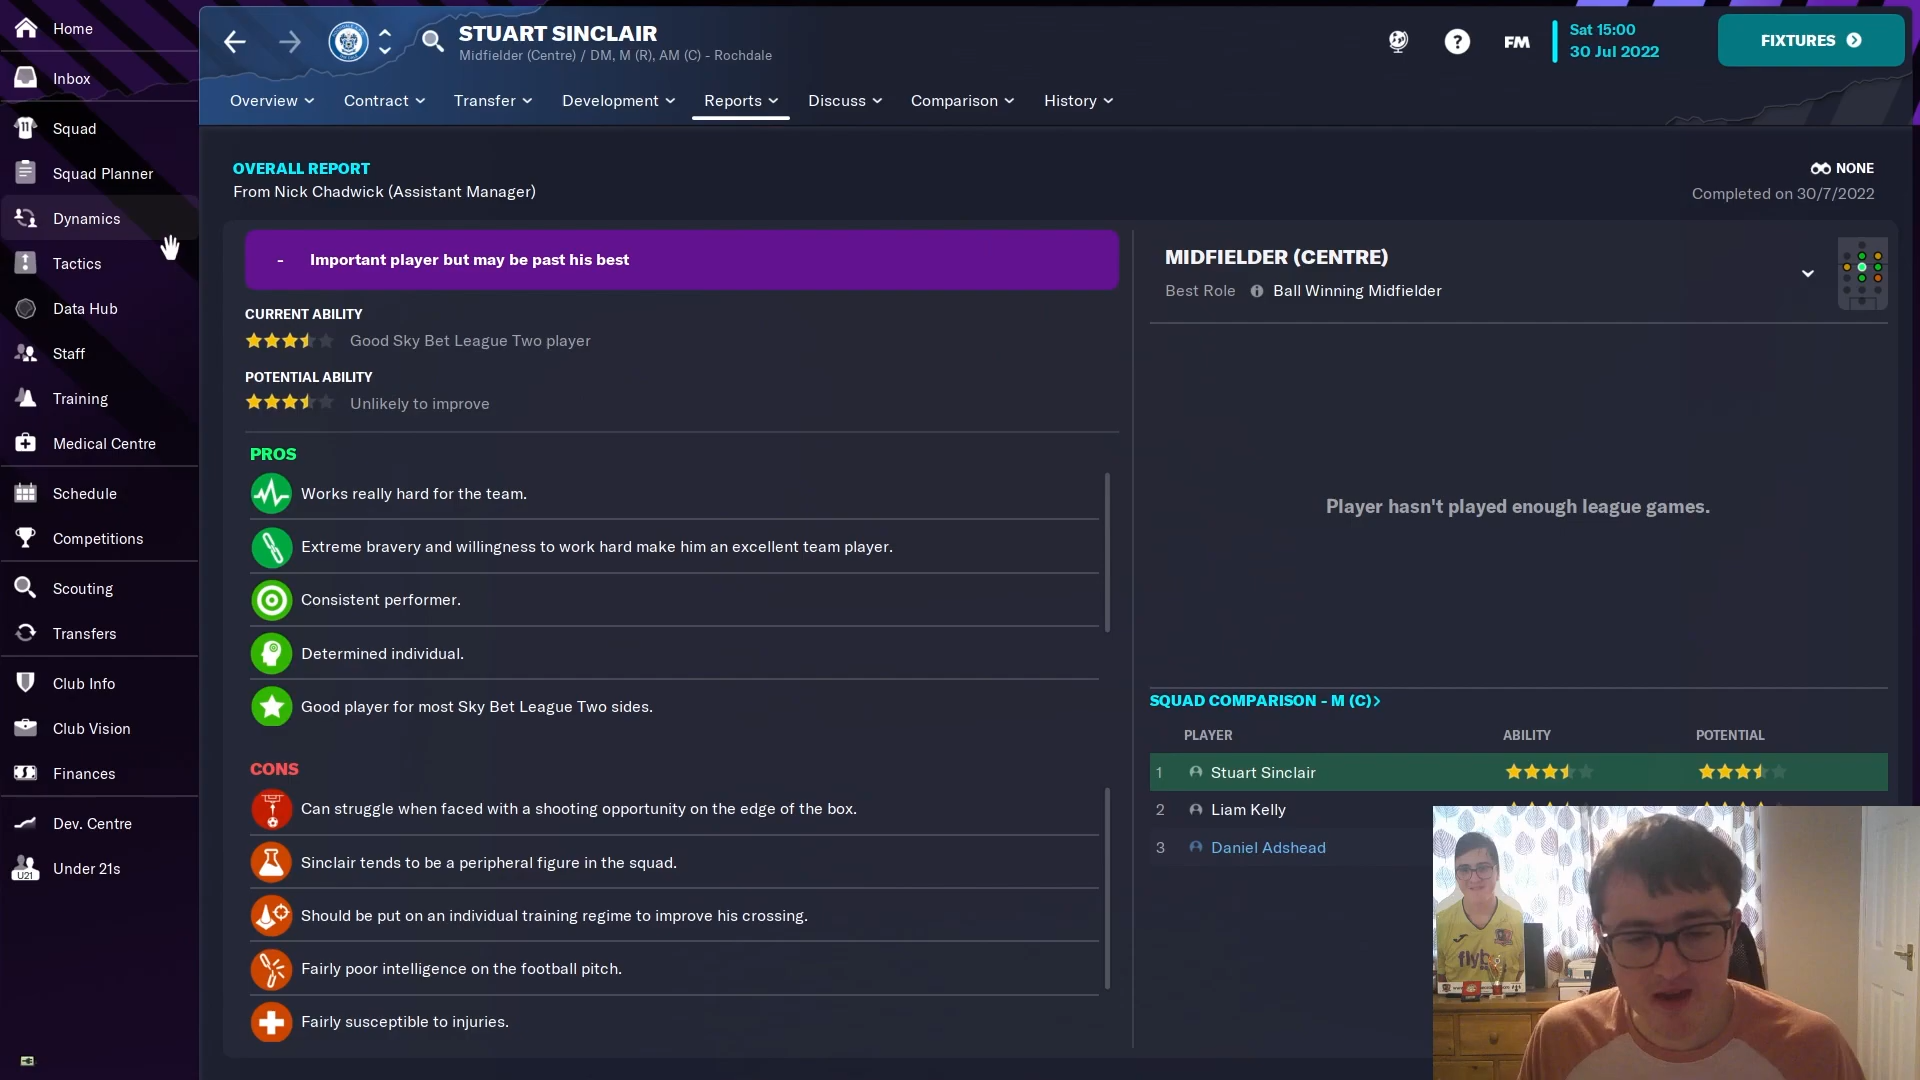 Home
Inbox
Squad
Squad Planner
Dynamics
Tactics
Data Hub
Staff
Training
Medical Centre
Schedule
Competitions
Scouting
Transfers
Club Info
Club Vision
Finances
Dev. Centre
U21
Under 21s
STUART SINCLAIR
Midfielder (Centre) / DM, M (R), AM (C) - Rochdale
?
FM
Sat 15:00
30 Jul 2022
FIXTURES
Overview
Contract
Transfer
Development
Reports
Discuss
Comparison
History
OVERALL REPORT
From Nick Chadwick (Assistant Manager)
NONE
Completed on 30/7/2022
- Important player but may be past his best
CURRENT ABILITY
Good Sky Bet League Two player
POTENTIAL ABILITY
Unlikely to improve
PROS
Works really hard for the team.
Extreme bravery and willingness to work hard make him an excellent team player.
Consistent performer.
Determined individual.
Good player for most Sky Bet League Two sides.
CONS
Can struggle when faced with a shooting opportunity on the edge of the box.
Sinclair tends to be a peripheral figure in the squad.
Should be put on an individual training regime to improve his crossing.
Fairly poor intelligence on the football pitch.
Fairly susceptible to injuries.
MIDFIELDER (CENTRE)
Best Role Ball Winning Midfielder
Player hasn't played enough league games.
SQUAD COMPARISON - M (C)>
PLAYER ABILITY POTENTIAL
1 Stuart Sinclair
2 Liam Kelly
3 Daniel Adshead